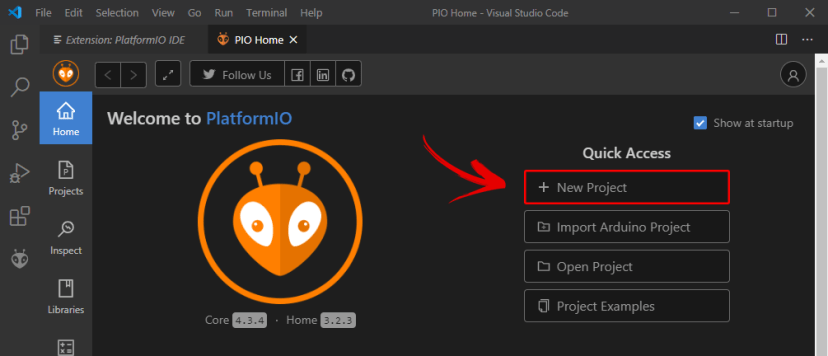 File Edit Selection View Go Run Terminal Help PIO Home - Visual Studio Code
Extension: PlatformIO IDE PIO Home
Follow Us
Welcome to PlatformIO
Show at startup
Home
Quick Access
New Project
Projects
Import Arduino Project
Inspect
Open Project
Libraries
Project Examples
Core 4.3.4 · Home 3.2.3